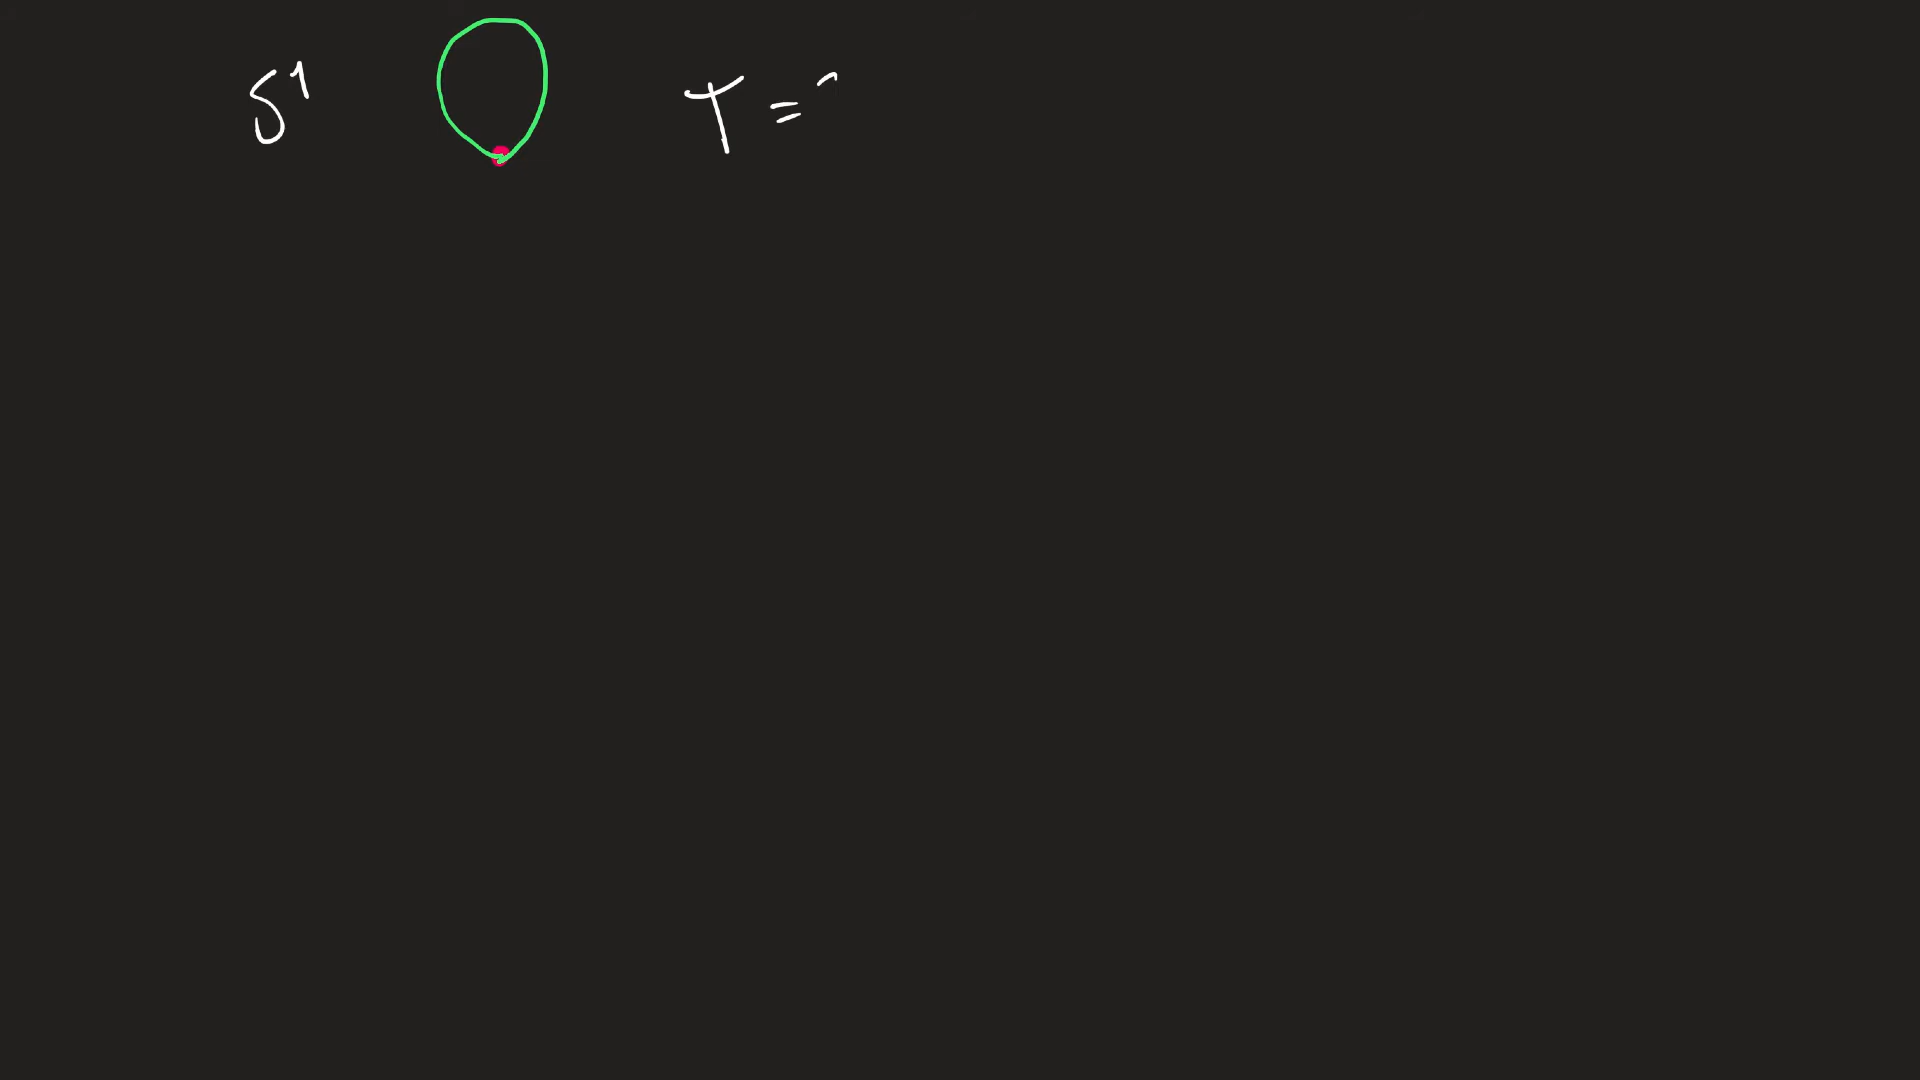 S¹ T =